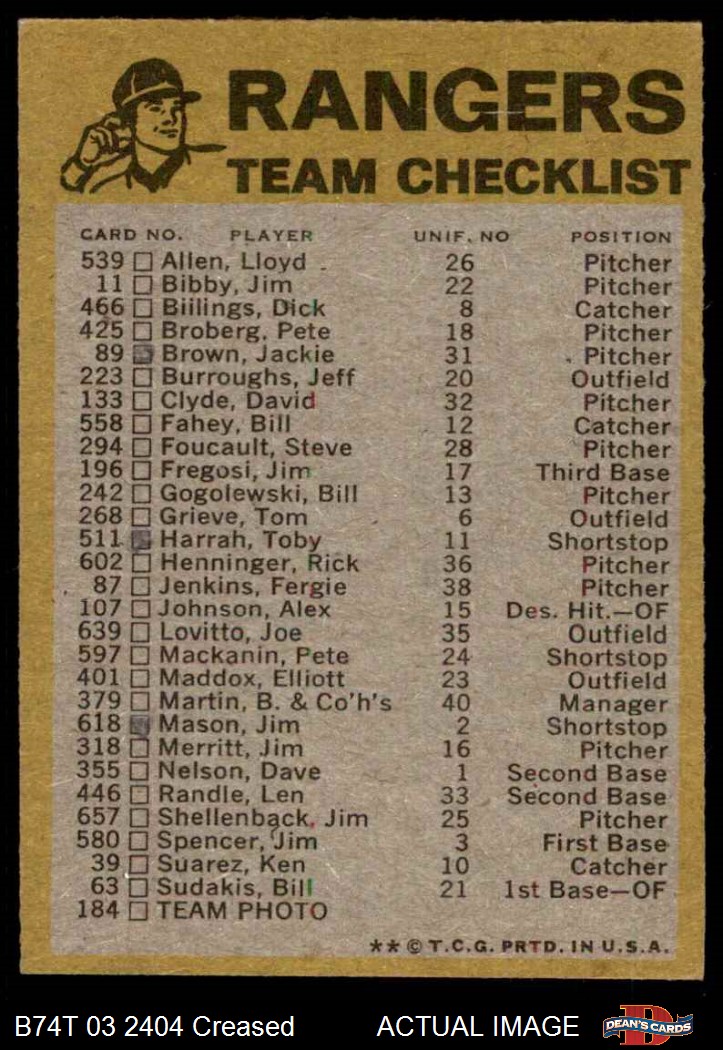 RANGERS
TEAM CHECKLIST
CARD NO. PLAYER UNIF. NO POSITION
539 Allen, Lloyd 26 Pitcher
11 Bibby, Jim 22 Pitcher
466 Billings, Dick 8 Catcher
425 Broberg, Pete 18 Pitcher
89 Brown, Jackie 31 Pitcher
223 Burroughs, Jeff 20 Outfield
133 Clyde, David 32 Pitcher
558 Fahey, Bill 12 Catcher
294 Foucault, Steve 28 Pitcher
196 Fregosi, Jim 17 Third Base
242 Gogolewski, Bill 13 Pitcher
268 Grieve, Tom 6 Outfield
511 Harrah, Toby 11 Shortstop
602 Henninger, Rick 36 Pitcher
87 Jenkins, Fergie 38 Pitcher
107 Johnson, Alex 15 Des. Hit.—OF
639 Lovitto, Joe 35 Outfield
597 Mackanin, Pete 24 Shortstop
401 Maddox, Elliott 23 Outfield
379 Martin, B. & Co'h's 40 Manager
618 Mason, Jim 2 Shortstop
318 Merritt, Jim 16 Pitcher
355 Nelson, Dave 1 Second Base
446 Randle, Len 33 Second Base
657 Shellenback, Jim 25 Pitcher
580 Spencer, Jim 3 First Base
39 Suarez, Ken 10 Catcher
63 Sudakis, Bill 21 1st Base—OF
184 TEAM PHOTO
** © T.C.G. PRTD. IN U.S.A.
B74T 03 2404 Creased ACTUAL IMAGE
DEAN'S CARDS